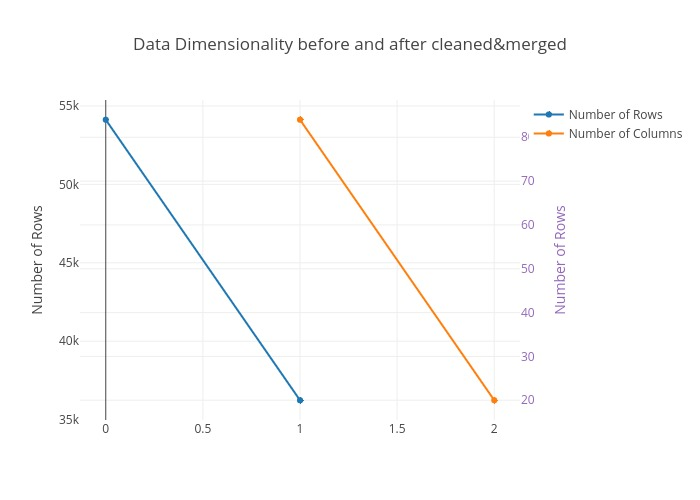 Data Dimensionality before and after cleaned&merged
55k
50k
45k
40k
35k
Number of Rows
0
0.5
1
1.5
2
80
70
60
50
40
30
20
Number of Rows
Number of Rows
Number of Columns